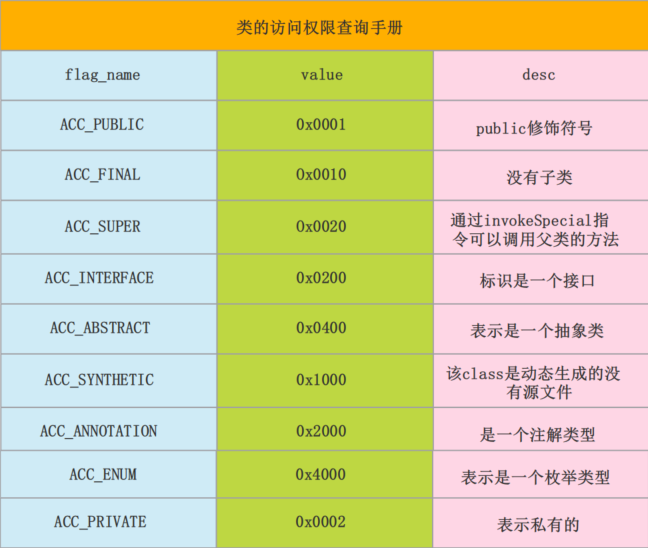 类的访问权限查询手册
flag_name value desc
ACC_PUBLIC 0x0001 public修饰符号
ACC_FINAL 0x0010 没有子类
ACC_SUPER 0x0020 通过invokeSpecial指
令可以调用父类的方法
ACC_INTERFACE 0x0200 标识是一个接口
ACC_ABSTRACT 0x0400 表示是一个抽象类
ACC_SYNTHETIC 0x1000 该class是动态生成的没
有源文件
ACC_ANNOTATION 0x2000 是一个注解类型
ACC_ENUM 0x4000 表示是一个枚举类型
ACC_PRIVATE 0x0002 表示私有的